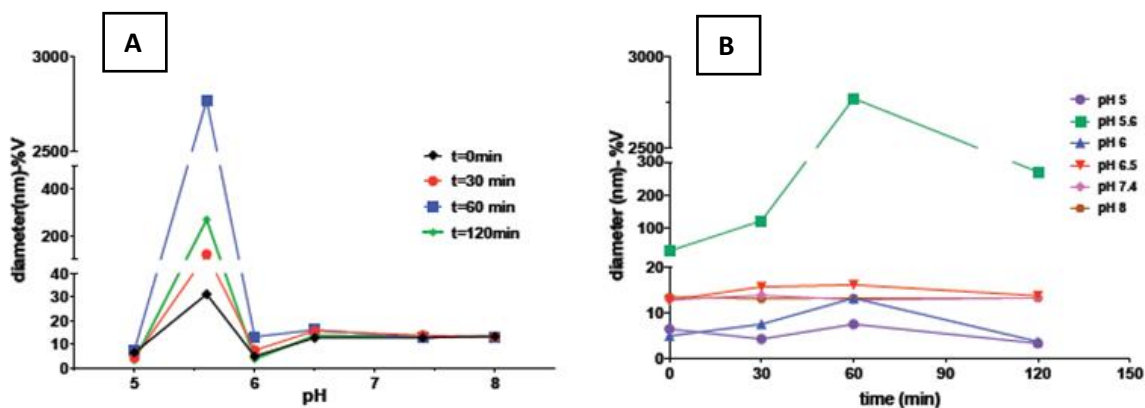 A
3000
2500
400
200
40
30
20
10
0
diameter(nm)-%V
t=0min
t=30 min
t=60 min
t=120min
5
6
7
8
pH
B
3000
2500
300
200
100
20
10
0
diameter (nm)- %V
pH 5
pH 5.6
pH 6
pH 6.5
pH 7.4
pH 8
0
30
60
90
120
150
time (min)